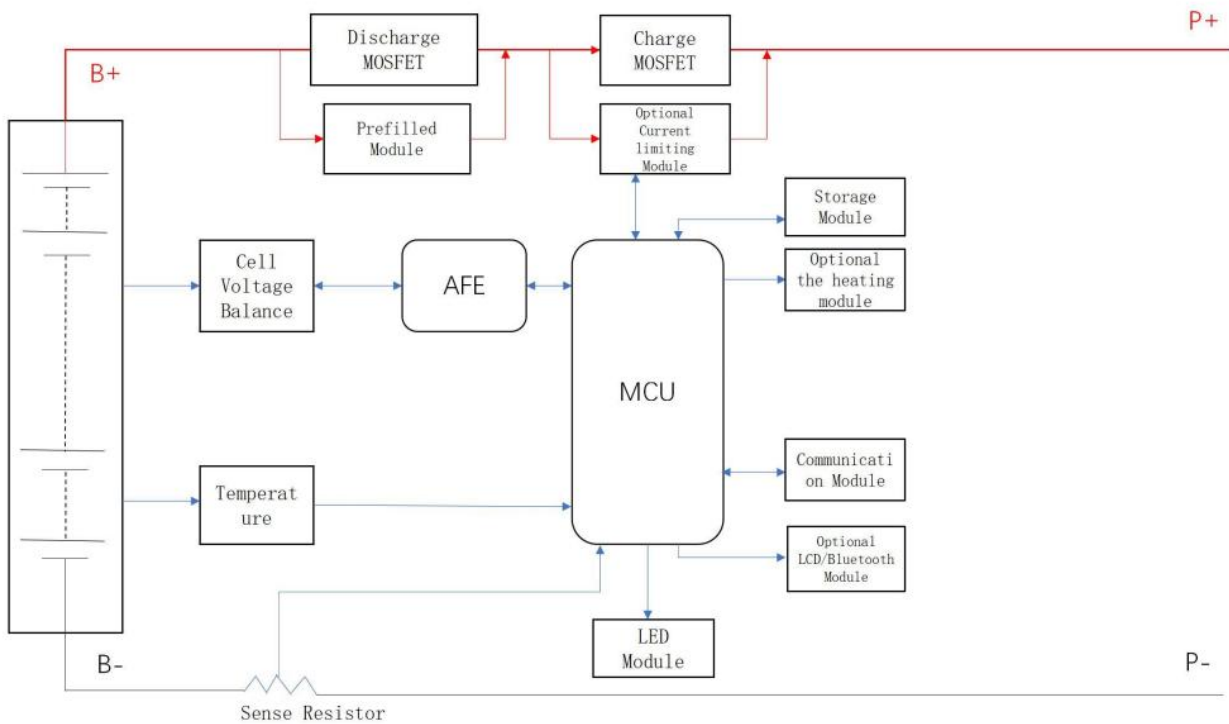 P+
Discharge
MOSFET
Charge
MOSFET
B+
Prefilled
Module
Optional
Current
limiting
Module
Storage
Module
Cell
Voltage
Balance
AFE
Optional
the heating
module
MCU
Communicati
on Module
Temperat
ure
Optional
LCD/Bluetooth
Module
LED
Module
B-
P-
Sense Resistor